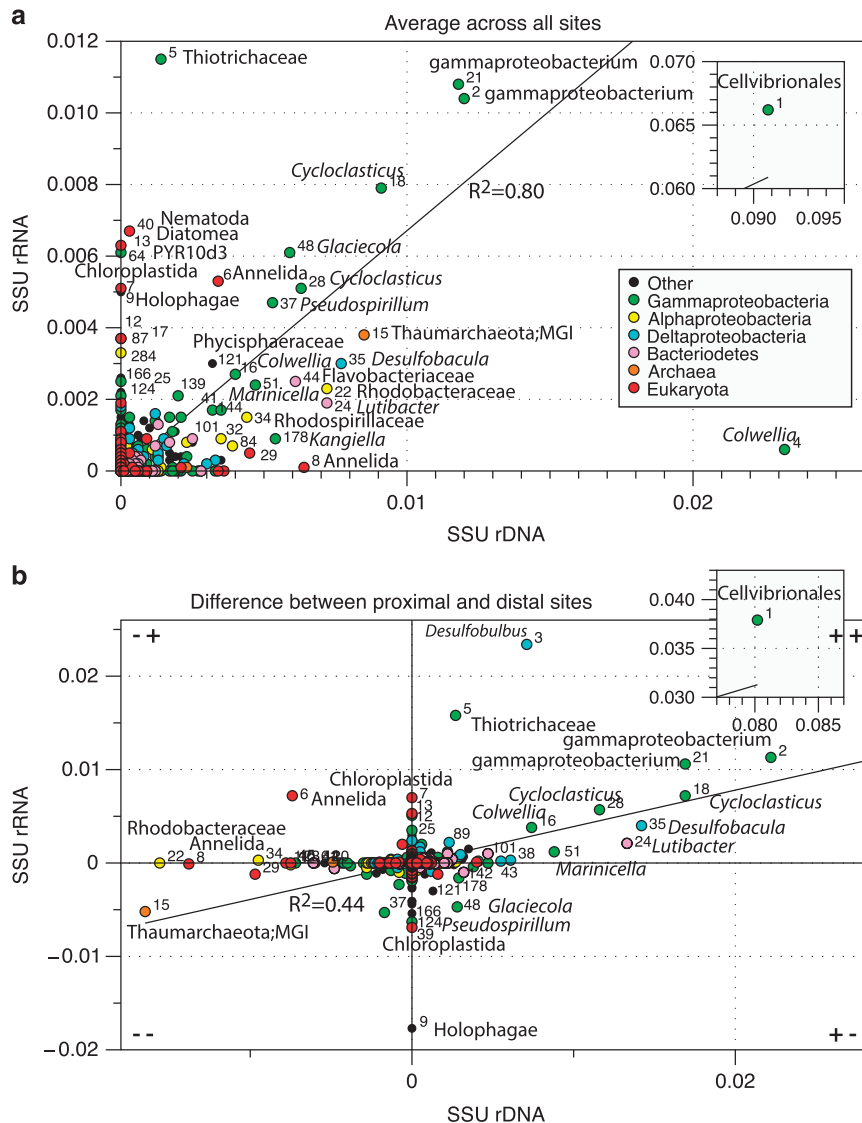 a
Average across all sites
0.012
0.010
0.008
0.006
0.004
0.002
0
SSU rRNA
0
0.01
0.02
SSU rDNA
5 Thiotrichaceae
gammaproteobacterium
21
2 gammaproteobacterium
Cycloclasticus
18
R2=0.80
40 Nematoda
13 Diatomea
64 PYR10d3
Chloroplastida
7
9 Holophagae
48 Glaciecola
6 Annelida
28 Cycloclasticus
37 Pseudospirillum
12
87 17
284
Phycisphaeraceae
121
Colwellia
16
15 Thaumarchaeota;MGI
35 Desulfobacula
44 Flavobacteriaceae
166 25
124
139
Marinicella
51
22 Rhodobacteraceae
24 Lutibacter
41
144
34 Rhodospirillaceae
101 32
84
178 Kangiella
29
8 Annelida
Colwellia
4
0.070
0.065
0.060
Cellvibrionales
1
0.090
0.095
Other
Gammaproteobacteria
Alphaproteobacteria
Deltaproteobacteria
Bacteriodetes
Archaea
Eukaryota
b
Difference between proximal and distal sites
- +
+ +
- -
+ -
0.02
0.01
0
−0.01
−0.02
SSU rRNA
0
0.02
SSU rDNA
0.040
0.035
0.030
Cellvibrionales
1
0.080
0.085
Desulfobulbus
3
5
Thiotrichaceae
gammaproteobacterium
2
gammaproteobacterium
21
Chloroplastida
7
6
Annelida
13
12
25
Cycloclasticus
28
18
Cycloclasticus
Colwellia
16
35
Desulfobacula
24 Lutibacter
Rhodobacteraceae
Annelida
22
8
34
29
89
101
38
43
51
Marinicella
142
178
121
R2=0.44
37
48 Glaciecola
166
124 Pseudospirillum
39
Chloroplastida
15
Thaumarchaeota;MGI
9 Holophagae